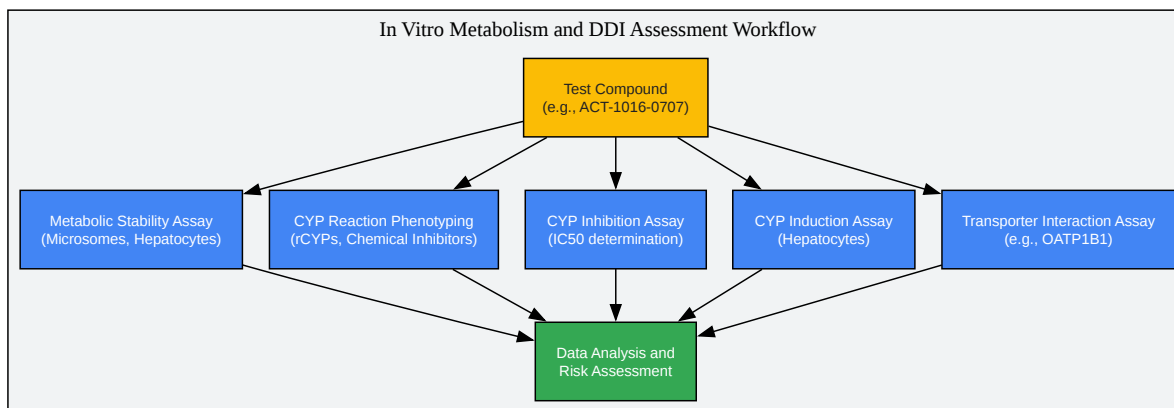 In Vitro Metabolism and DDI Assessment Workflow
Test Compound
(e.g., ACT-1016-0707)
Metabolic Stability Assay
(Microsomes, Hepatocytes)
CYP Reaction Phenotyping
(rCYPs, Chemical Inhibitors)
CYP Inhibition Assay
(IC50 determination)
CYP Induction Assay
(Hepatocytes)
Transporter Interaction Assay
(e.g., OATP1B1)
Data Analysis and
Risk Assessment